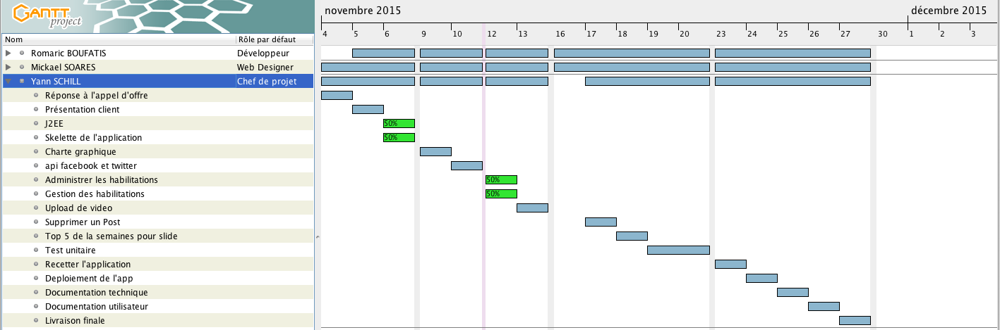 GANTT
project
novembre 2015 décembre 2015
4 5 6 9 10 12 13 16 17 18 19 20 23 24 25 26 27 30 1 2 3
Nom Rôle par défaut
Romaric BOUFATIS Développeur
Mickael SOARES Web Designer
Yann SCHILL Chef de projet
Réponse à l'appel d'offre
Présentation client
J2EE 50%
Skelette de l'application 50%
Charte graphique
api facebook et twitter
Administrer les habilitations 50%
Gestion des habilitations 50%
Upload de video
Supprimer un Post
Top 5 de la semaines pour slide
Test unitaire
Recetter l'application
Deploiement de l'app
Documentation technique
Documentation utilisateur
Livraison finale